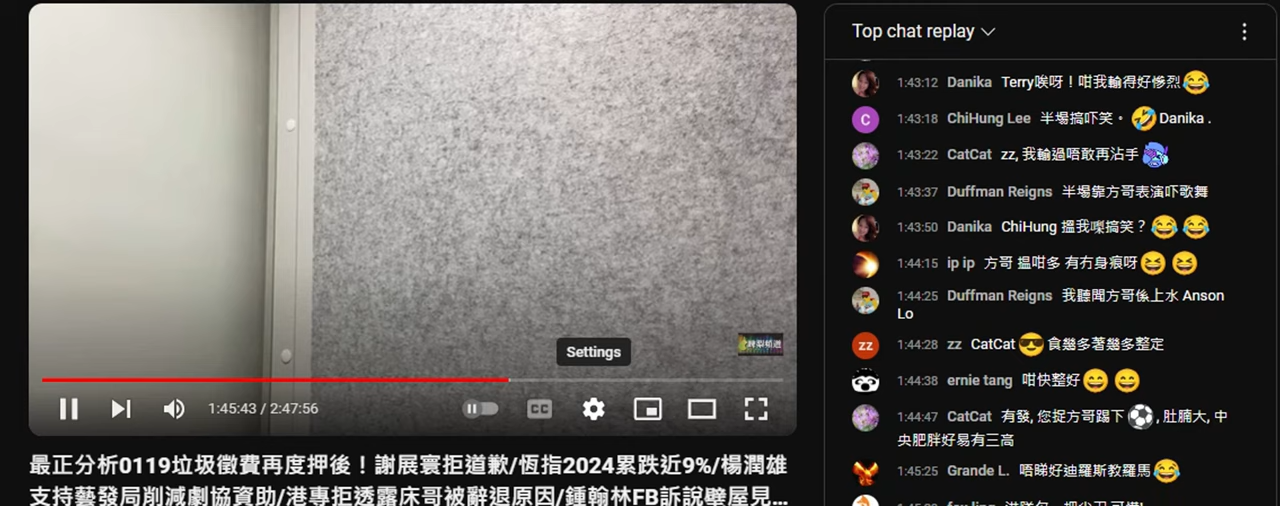 Top chat replay
1:43:12 Danika Terry唉呀！咁我輸得好慘烈
1:43:18 ChiHung Lee 半場搞吓笑。 Danika .
C
1:43:22 CatCat zz, 我輸過唔敢再沾手
1:43:37 Duffman Reigns 半場靠方哥表演吓歌舞
1:43:50 Danika ChiHung 搵我嚟搞笑？
1:44:15 ip ip 方哥 搵咁多 有冇身痕呀
1:44:25 Duffman Reigns 我聽聞方哥係上水 Anson
Lo
zz 1:44:28 zz CatCat 食幾多著幾多整定
1:44:38 ernie tang 咁快整好
1:44:47 CatCat 有發, 您捉方哥踢下 , 肚腩大, 中
央肥胖好易有三高
1:45:25 Grande L. 唔睇好迪羅斯教羅馬
Settings
1:45:43 / 2:47:56
CC
最正分析0119垃圾徵費再度押後！謝展寰拒道歉/恆指2024累跌近9%/楊潤雄
支持藝發局削減劇協資助/港專拒透露床哥被辭退原因/鍾翰林FB訴說壁屋見...